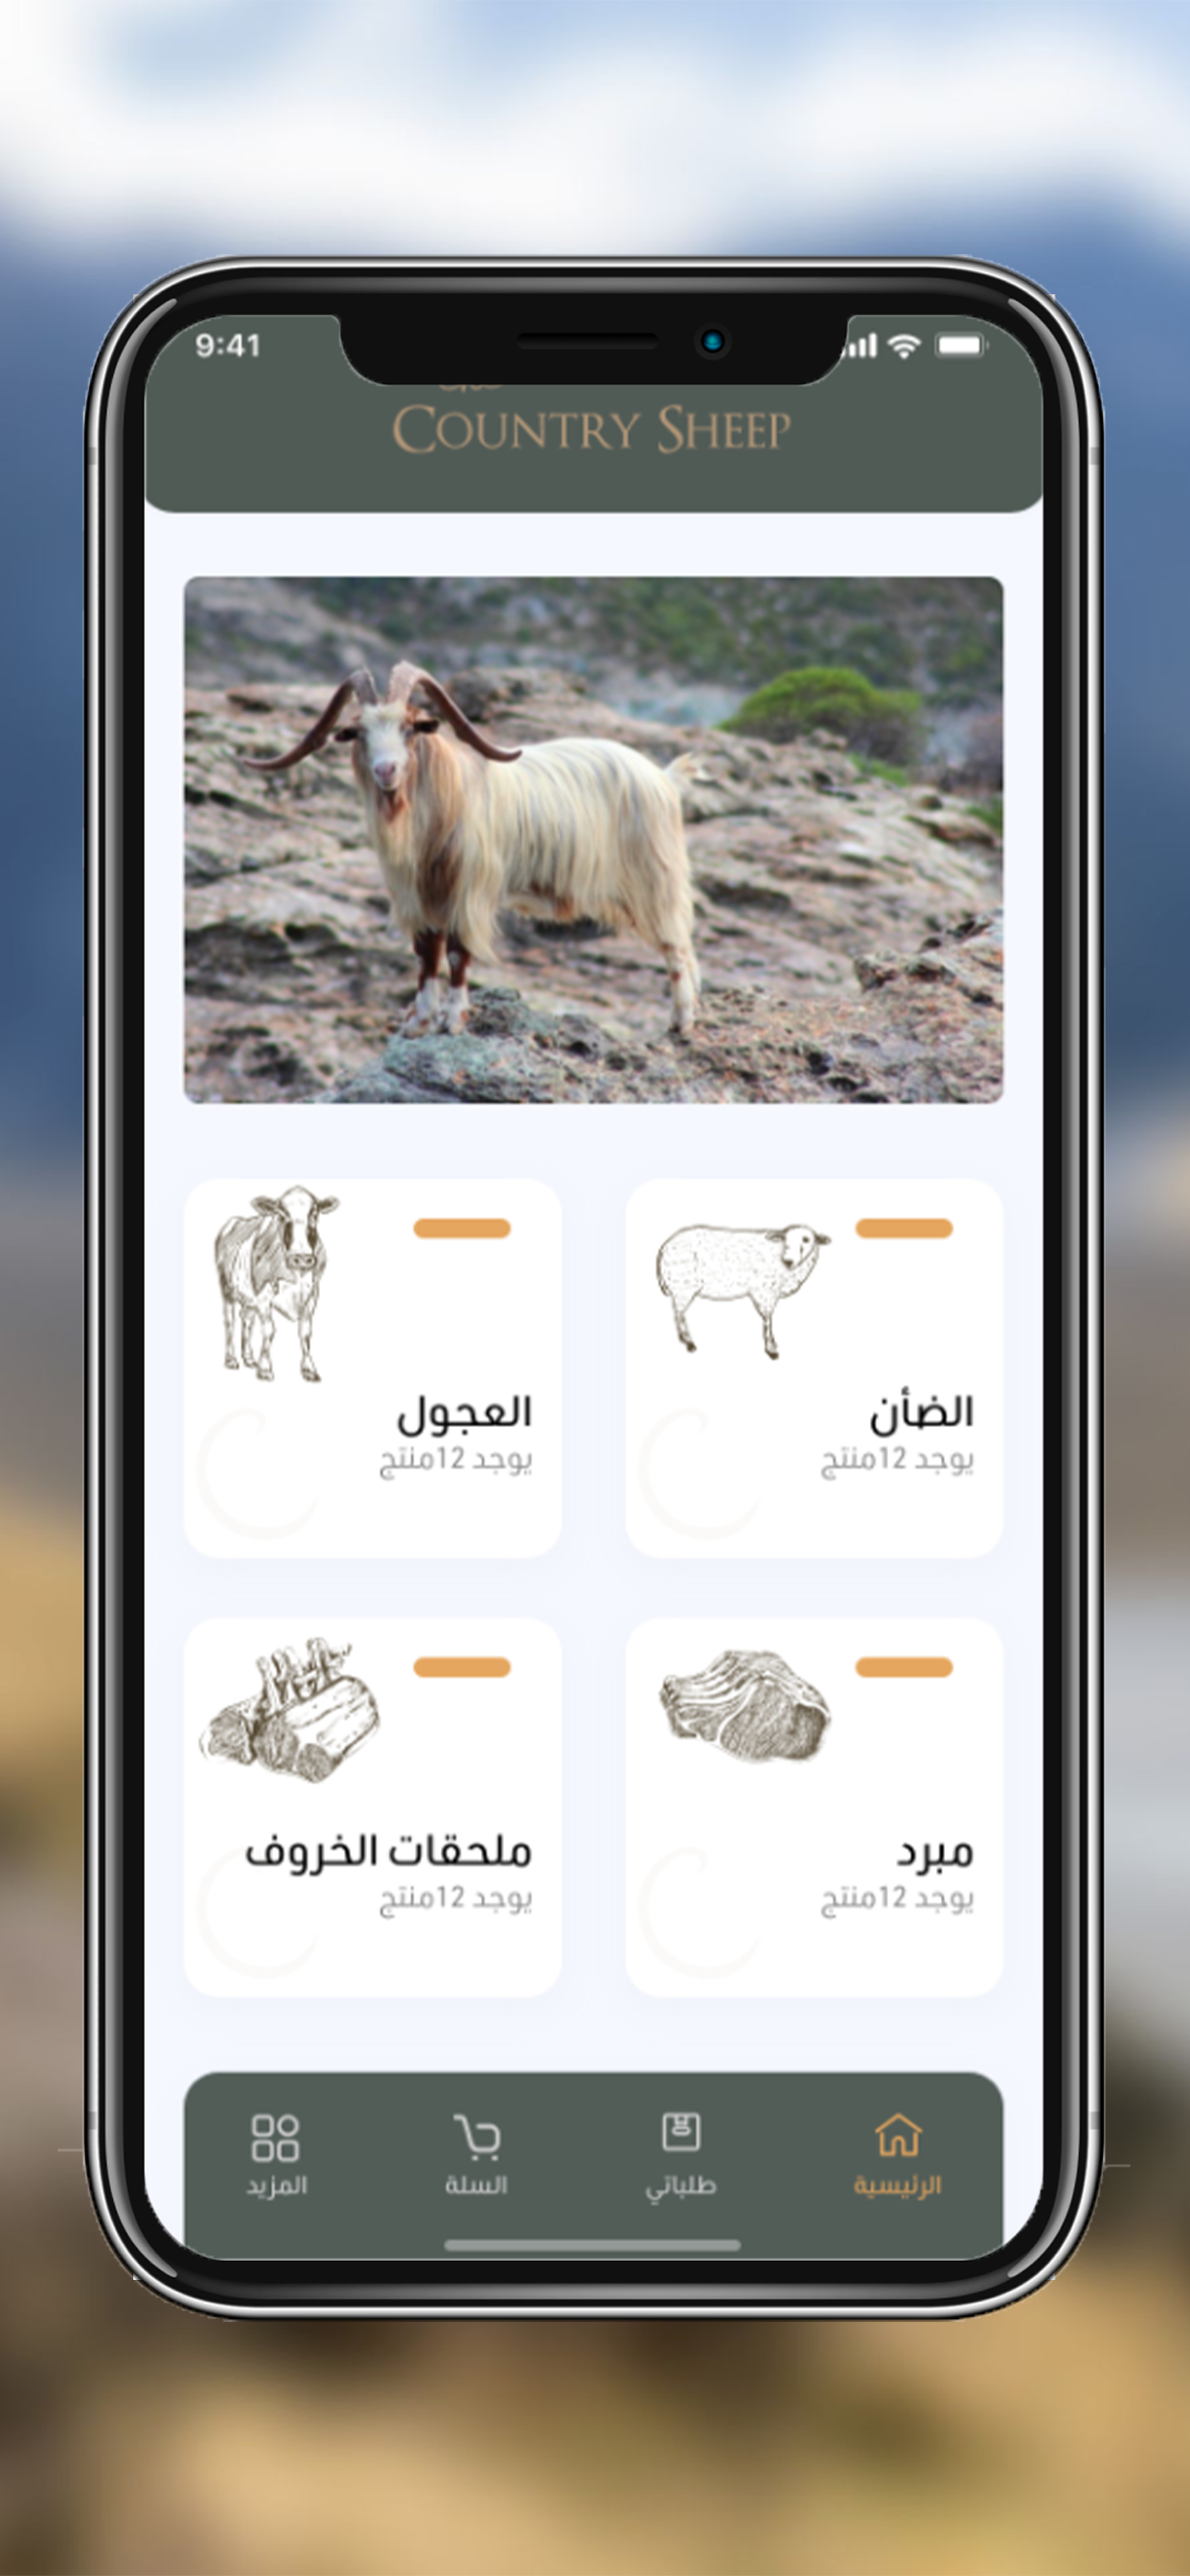 9:41
COUNTRY SHEEP
الضأن
يوجد 12منتج
العجول
يوجد 12منتج
مبرد
يوجد 12منتج
ملحقات الخروف
يوجد 12منتج
الرئيسية
طلباتي
السلة
المزيد